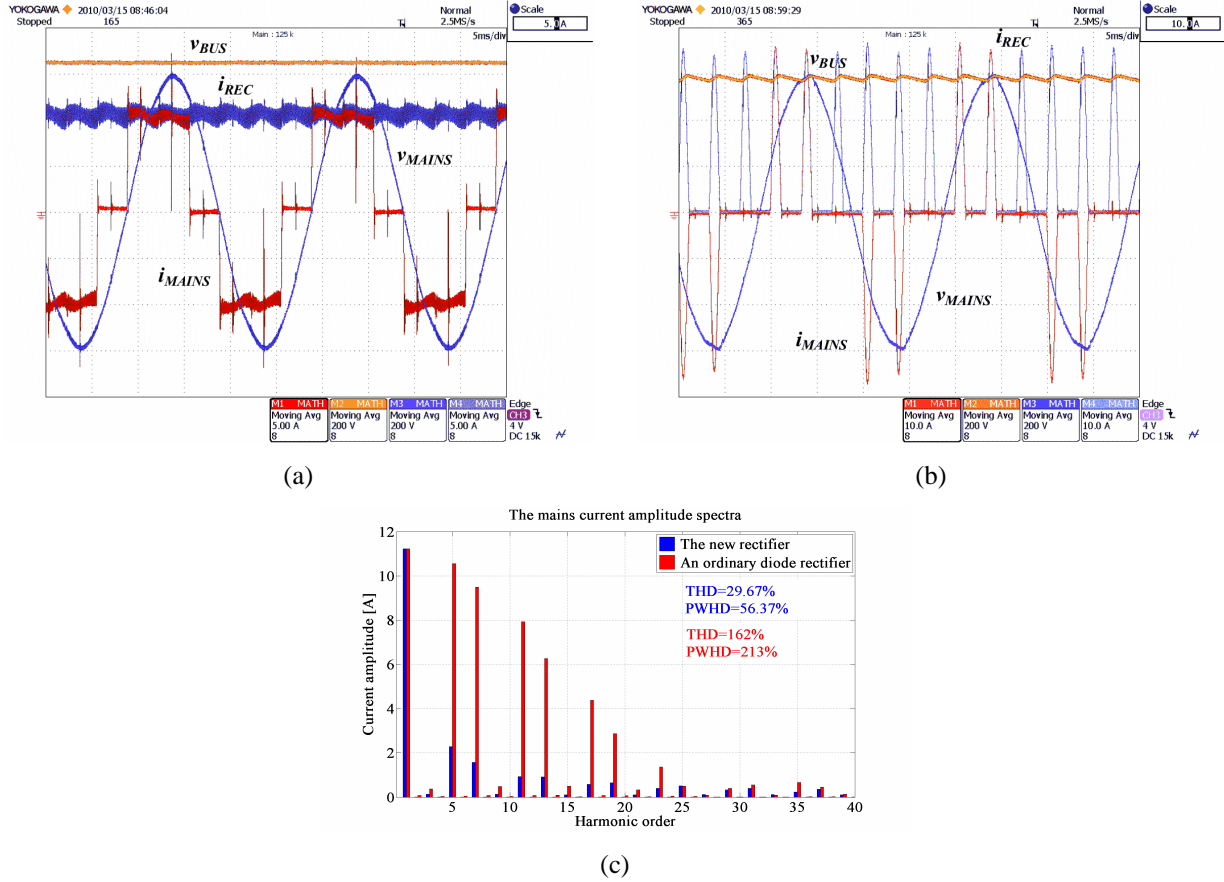 YOKOGAWA 2010/03/15 08:46:04
Stopped 165
Normal
2.5MS/s
5ms/div
Scale
5.0A
Main : 125 k
vBUS
iREC
vMAINS
iMAINS
M1 MATH
Moving Avg
5.00 A
8
M2 MATH
Moving Avg
200 V
8
M3 MATH
Moving Avg
200 V
8
M4 MATH
Moving Avg
5.00 A
8
Edge
CH3
4 V
DC 15k
(a)
YOKOGAWA 2010/03/15 08:59:29
Stopped 365
Normal
2.5MS/s
5ms/div
Scale
10.0A
Main : 125 k
iREC
vBUS
vMAINS
iMAINS
M1 MATH
Moving Avg
10.0 A
8
M2 MATH
Moving Avg
200 V
8
M3 MATH
Moving Avg
200 V
8
M4 MATH
Moving Avg
10.0 A
8
Edge
CH3
4 V
DC 15k
(b)
The mains current amplitude spectra
The new rectifier
An ordinary diode rectifier
THD=29.67%
PWHD=56.37%
THD=162%
PWHD=213%
Current amplitude [A]
12
10
8
6
4
2
0
5 10 15 20 25 30 35 40
Harmonic order
(c)